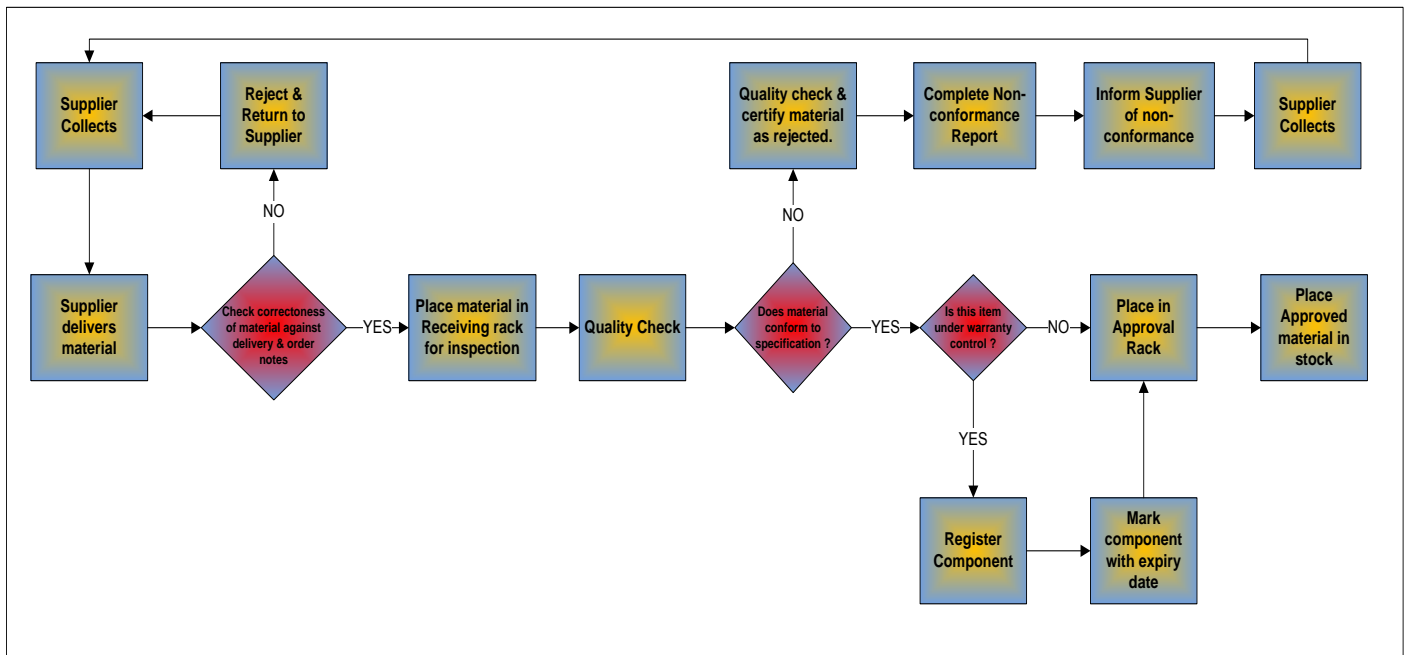 Supplier
Collects
Reject &
Return to
Supplier
Quality check &
certify material
as rejected.
Complete Non-
conformance
Report
Inform Supplier
of non-
conformance
Supplier
Collects
NO
NO
Supplier
delivers
material
Check correctoness
of material against
delivery & order
notes
YES
Place material in
Receiving rack
for inspection
Quality Check
Does material
conform to
specification ?
YES
Is this item
under warranty
control ?
NO
Place in
Approval
Rack
Place
Approved
material in
stock
YES
Register
Component
Mark
component
with expiry
date